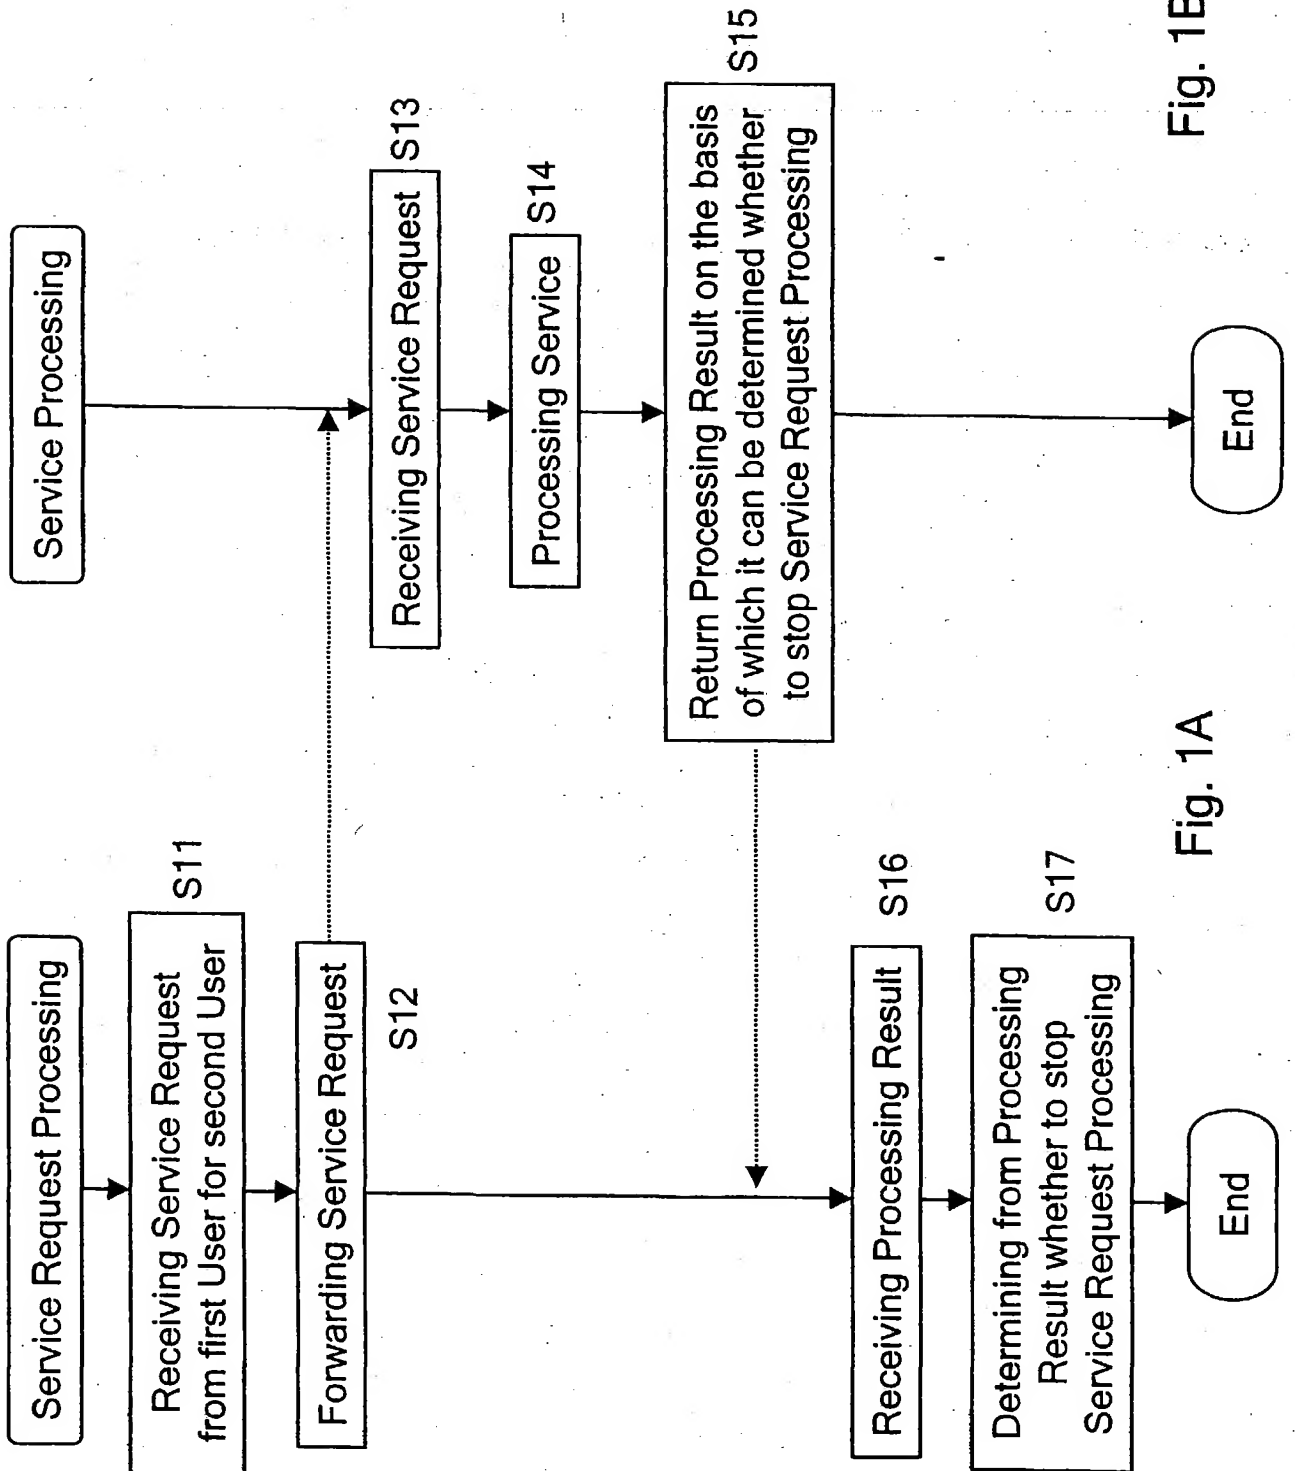 Service Request Processing
Receiving Service Request
from first User for second User
S11
Forwarding Service Request
S12
Receiving Processing Result
S16
Determining from Processing
Result whether to stop
Service Request Processing
S17
End
Fig. 1A
Service Processing
Receiving Service Request
S13
Processing Service
S14
Return Processing Result on the basis
of which it can be determined whether
to stop Service Request Processing
S15
End
Fig. 1B